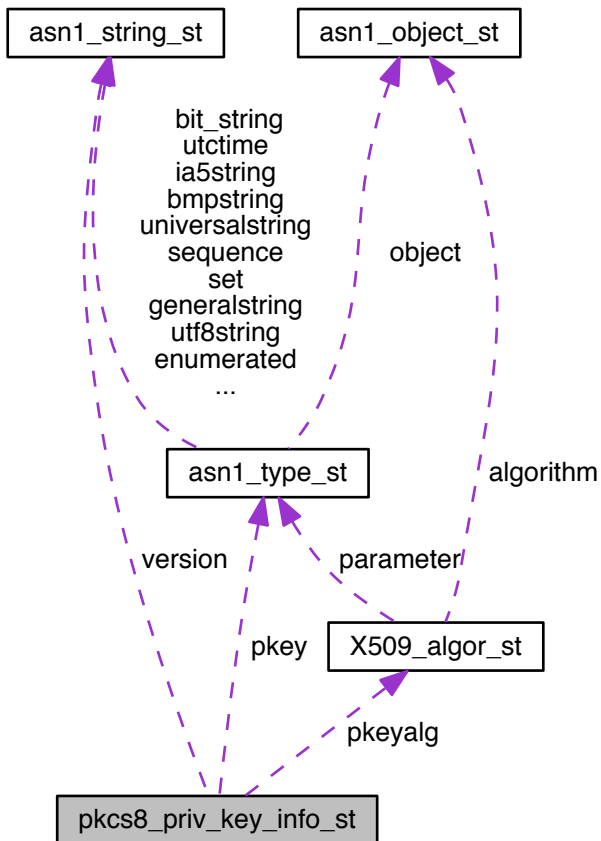 asn1_string_st
asn1_object_st
bit_string
utctime
ia5string
bmpstring
universalstring
sequence
set
generalstring
utf8string
enumerated
...
object
asn1_type_st
algorithm
version
parameter
pkey
X509_algor_st
pkeyalg
pkcs8_priv_key_info_st